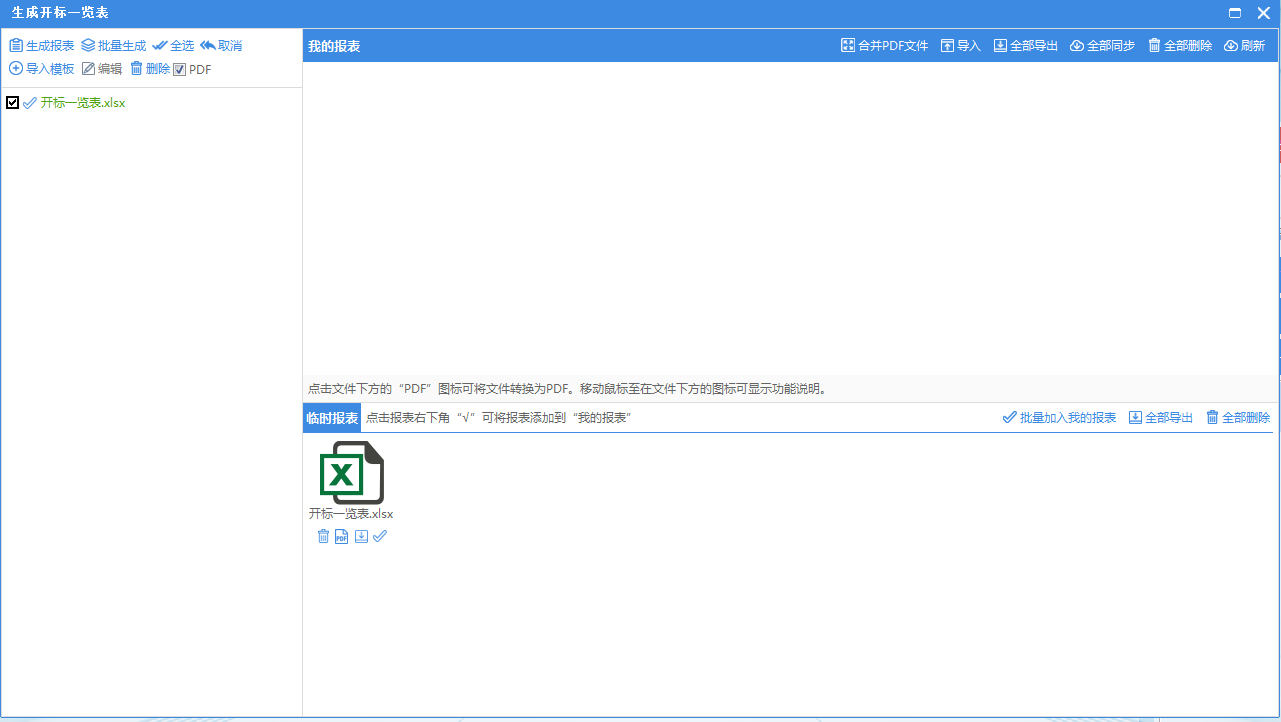 生成开标一览表
生成报表 批量生成 全选 取消
导入模板 编辑 删除 PDF
开标一览表.xlsx
我的报表 合并PDF文件 导入 全部导出 全部同步 全部删除 刷新
点击文件下方的“PDF”图标可将文件转换为PDF。移动鼠标至在文件下方的图标可显示功能说明。
临时报表 点击报表右下角“√”可将报表添加到“我的报表” 批量加入我的报表 全部导出 全部删除
X
开标一览表.xlsx
PDF